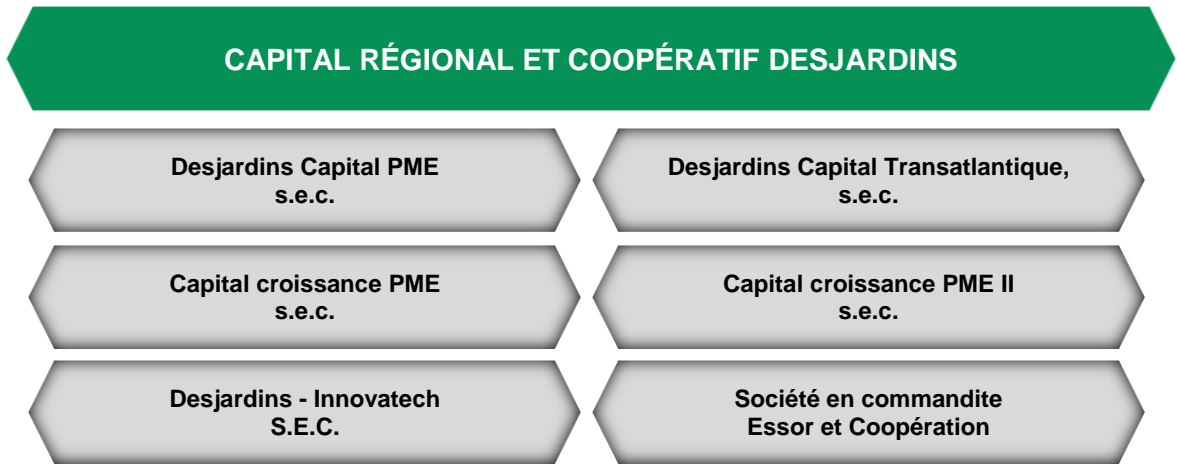 CAPITAL RÉGIONAL ET COOPÉRATIF DESJARDINS
Desjardins Capital PME
s.e.c.
Desjardins Capital Transatlantique,
s.e.c.
Capital croissance PME
s.e.c.
Capital croissance PME II
s.e.c.
Desjardins - Innovatech
S.E.C.
Société en commandite
Essor et Coopération